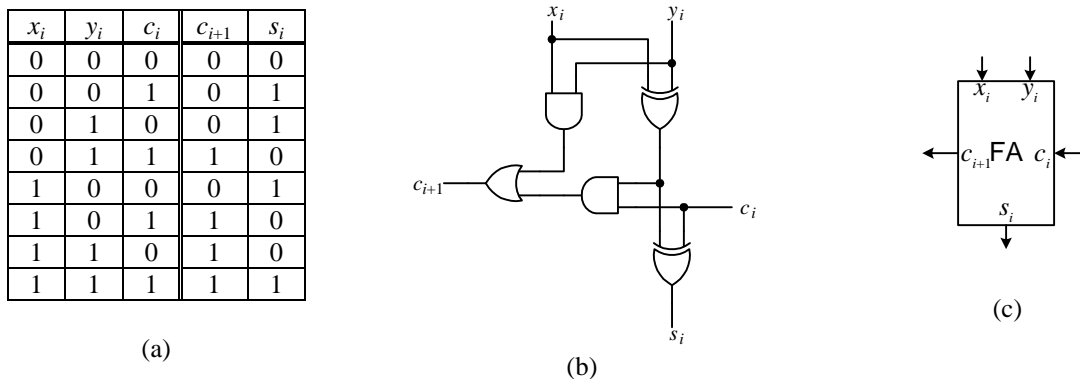 xᵢ yᵢ cᵢ cᵢ₊₁ sᵢ
0 0 0 0 0
0 0 1 0 1
0 1 0 0 1
0 1 1 1 0
1 0 0 0 1
1 0 1 1 0
1 1 0 1 0
1 1 1 1 1
(a)
xᵢ yᵢ
cᵢ₊₁
cᵢ
sᵢ
(b)
xᵢ yᵢ
cᵢ₊₁ FA cᵢ
sᵢ
(c)